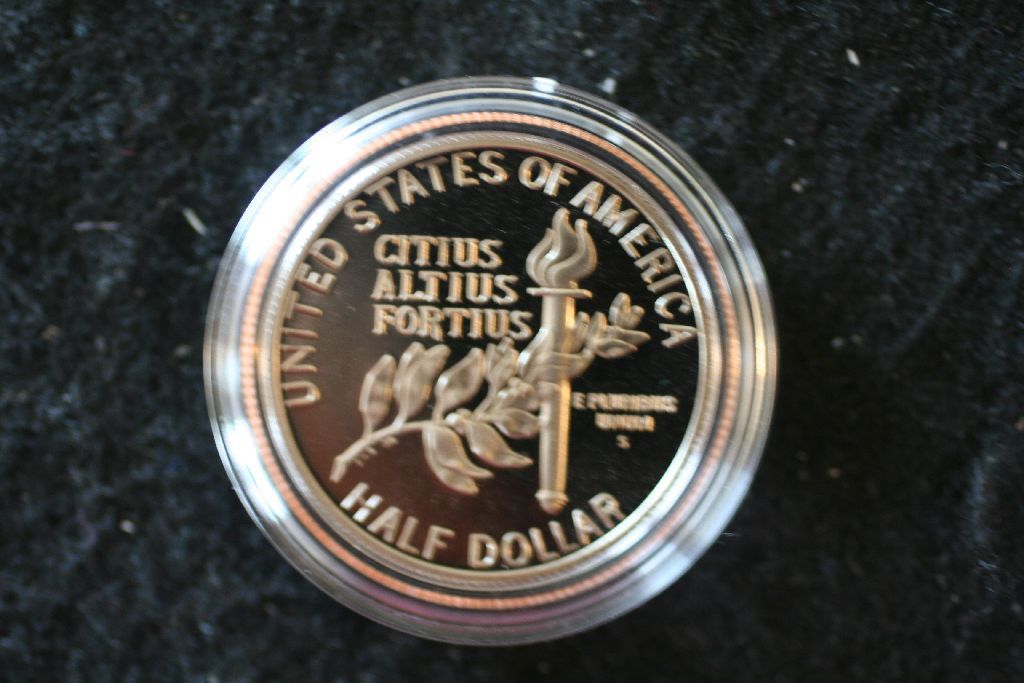 UNITED STATES OF AMERICA
CITIUS
ALTIUS
FORTIUS
E PLURIBUS
UNUM
S
HALF DOLLAR